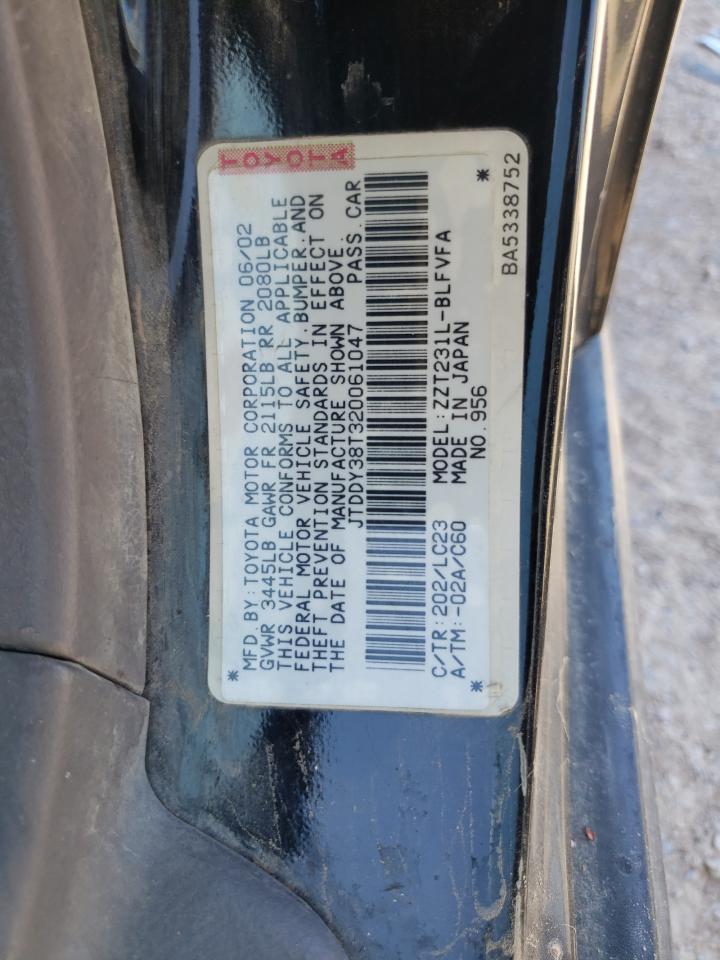 TOYOTA
MFD. BY: TOYOTA MOTOR CORPORATION 06/02
GVWR 3445LB GAWR FR 2115LB RR 2080LB
THIS VEHICLE CONFORMS TO ALL APPLICABLE
FEDERAL MOTOR VEHICLE SAFETY, BUMPER, AND
THEFT PREVENTION STANDARDS IN EFFECT ON
THE DATE OF MANUFACTURE SHOWN ABOVE.
JTDDY38T320061047 PASS. CAR
C/TR: 202/LC23 MODEL: ZZT231L-BLFVFA
A/TM: -02A/C60 MADE IN JAPAN
NO. 956
BA5338752